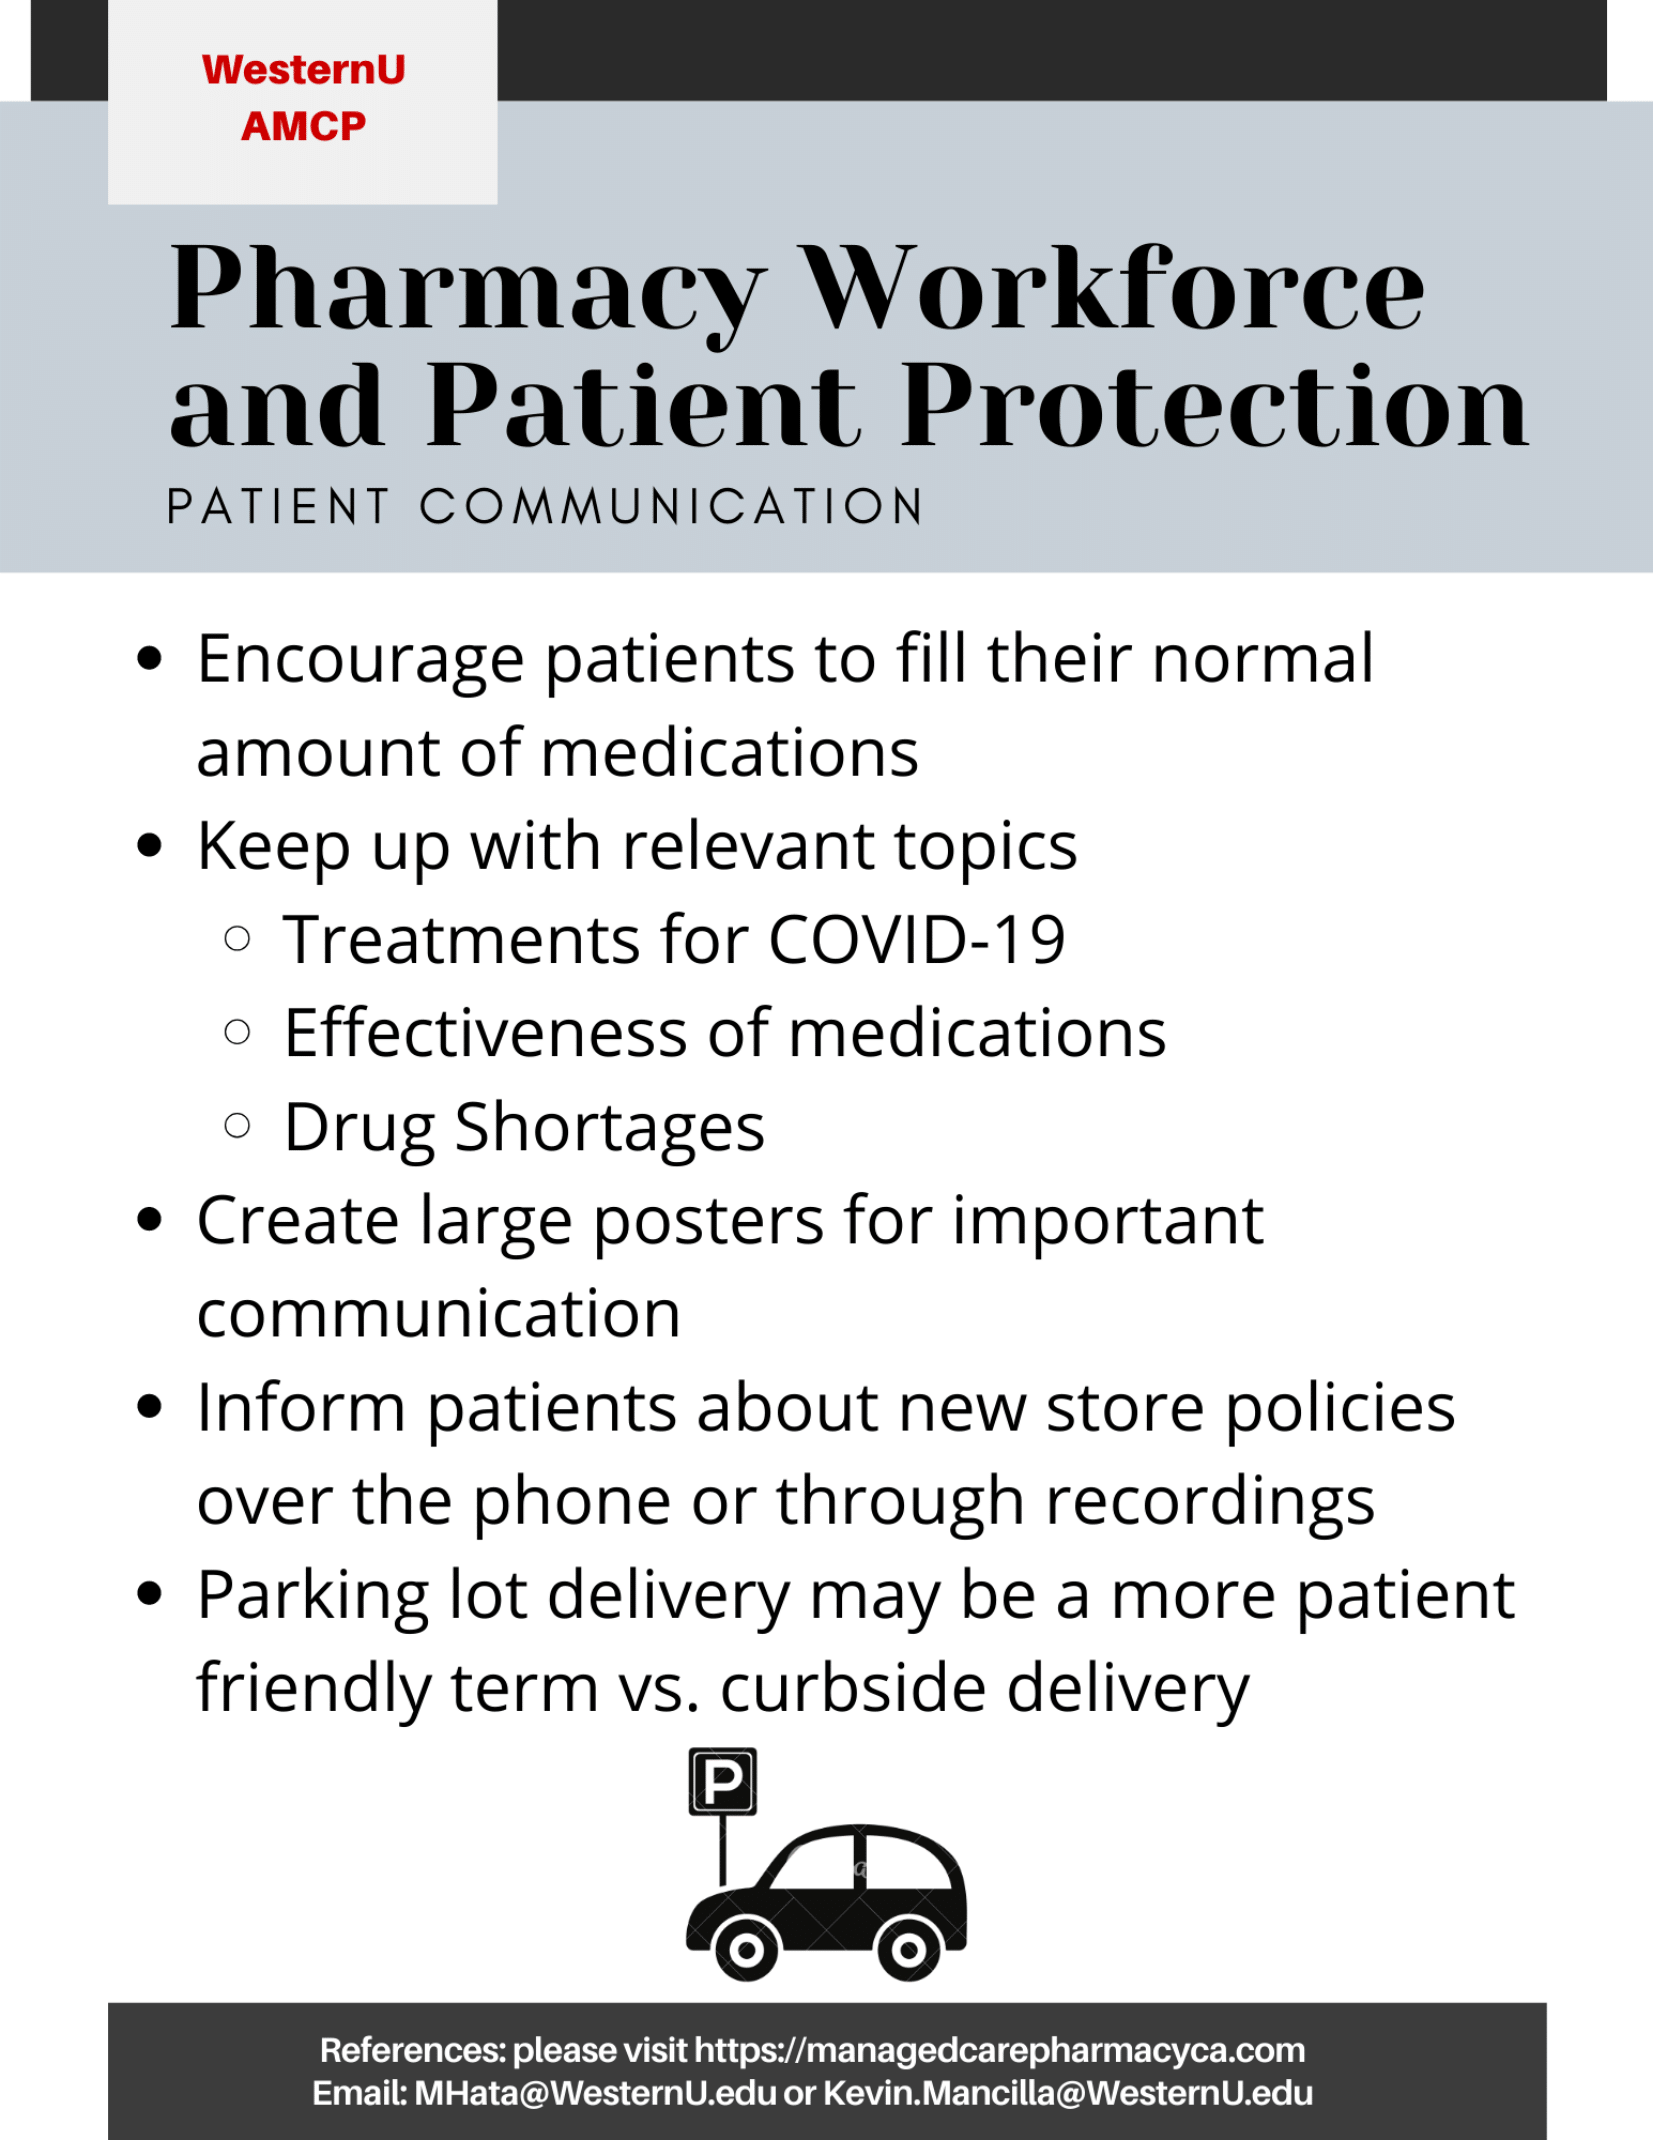 WesternU
AMCP
Pharmacy Workforce
and Patient Protection
PATIENT COMMUNICATION
• Encourage patients to fill their normal
amount of medications
• Keep up with relevant topics
○ Treatments for COVID-19
○ Effectiveness of medications
○ Drug Shortages
• Create large posters for important
communication
• Inform patients about new store policies
over the phone or through recordings
• Parking lot delivery may be a more patient
friendly term vs. curbside delivery
P
a
References: please visit https://managedcarepharmacyca.com
Email: MHata@WesternU.edu or Kevin.Mancilla@WesternU.edu